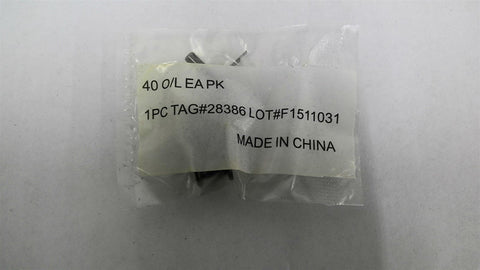 40 O/L EA PK
1PC TAG#28386 LOT#F1511031
MADE IN CHINA